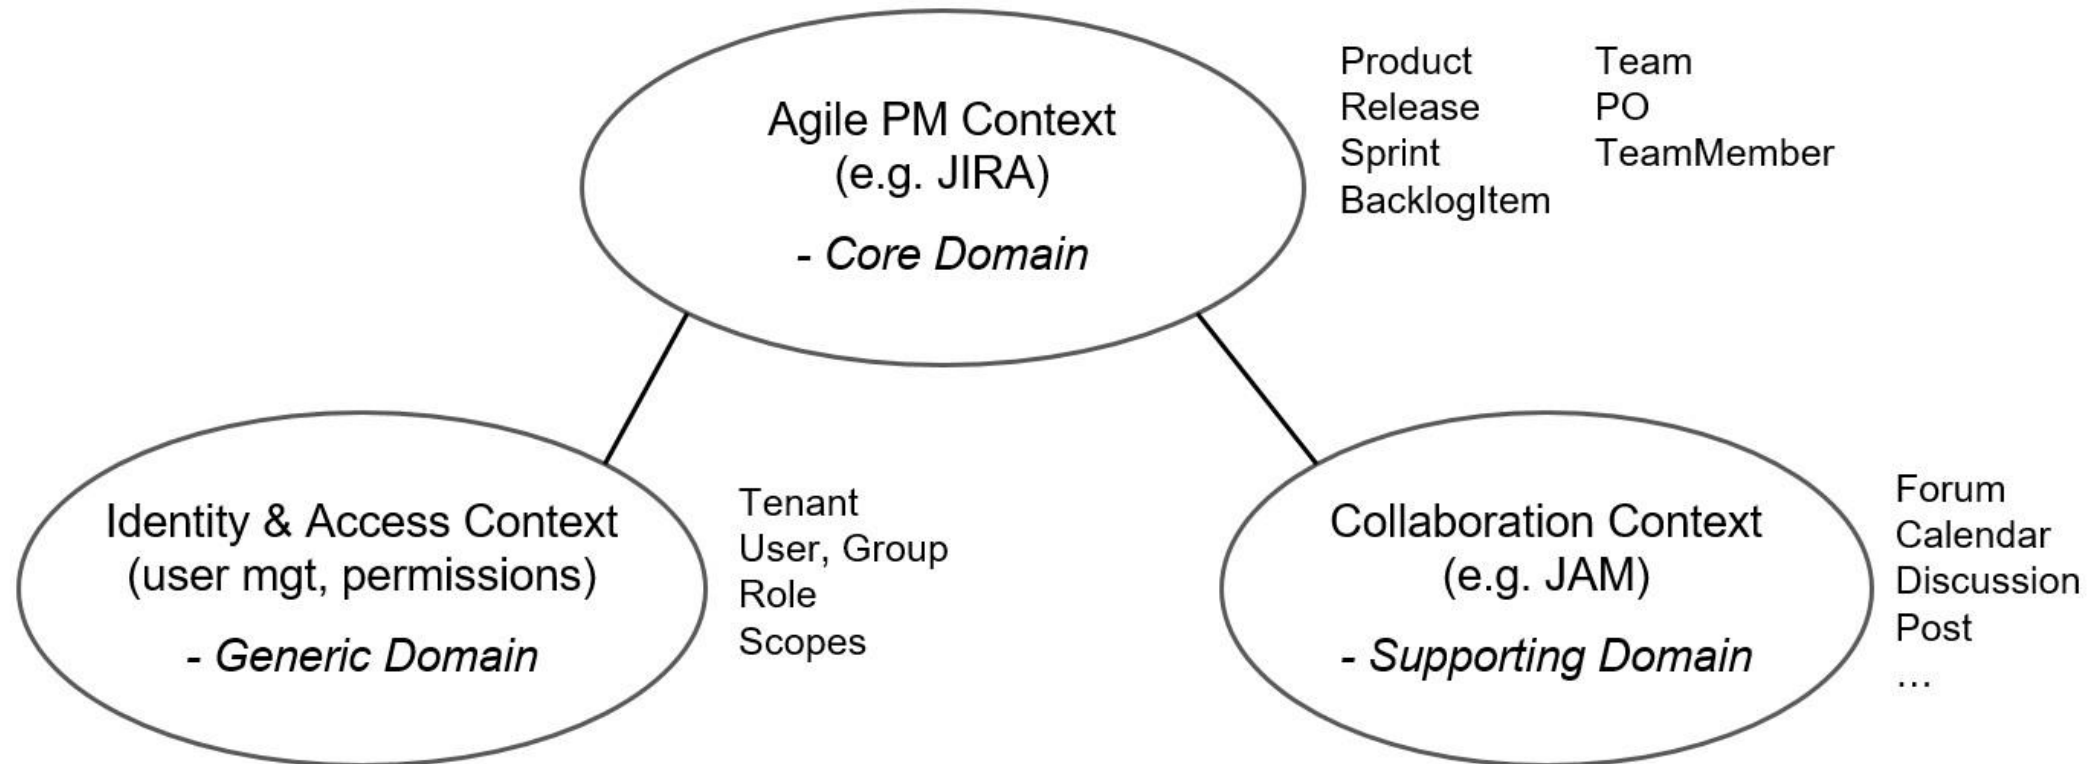 Agile PM Context
(e.g. JIRA)
- Core Domain
Product
Release
Sprint
BacklogItem
Team
PO
TeamMember
Identity & Access Context
(user mgt, permissions)
- Generic Domain
Tenant
User, Group
Role
Scopes
Collaboration Context
(e.g. JAM)
- Supporting Domain
Forum
Calendar
Discussion
Post
…